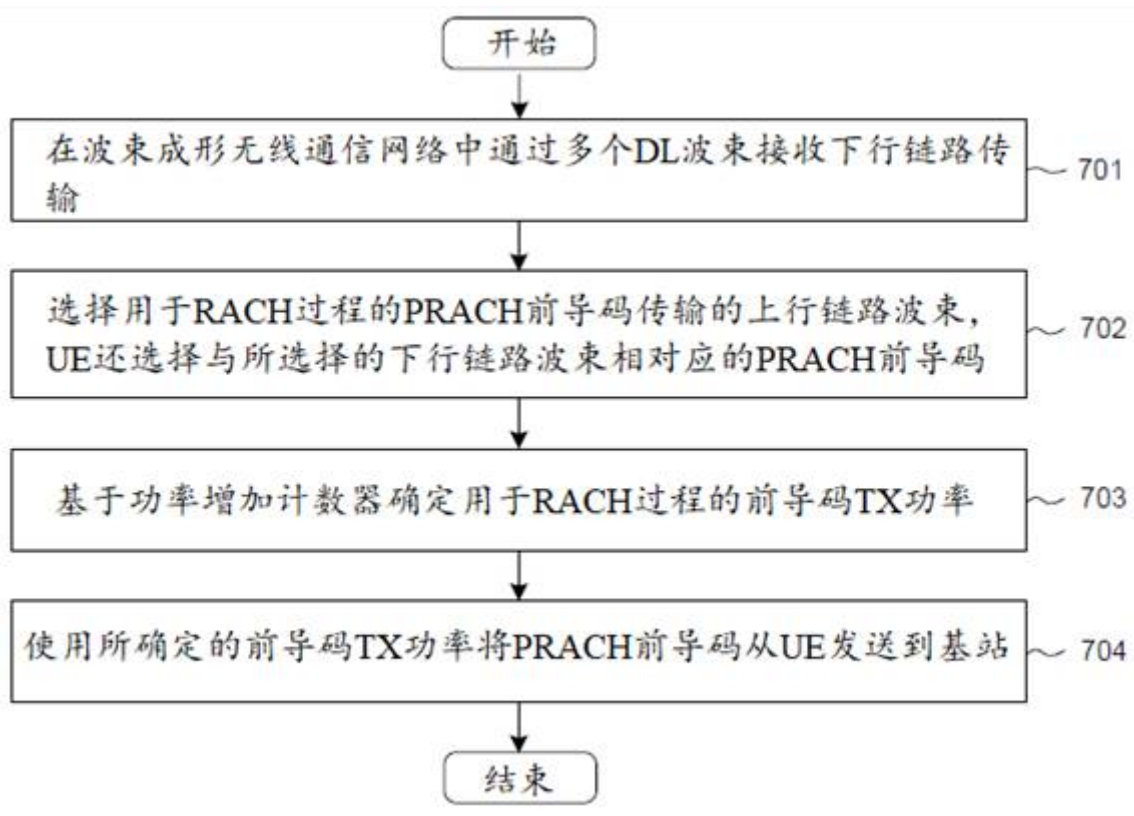 开始
在波束成形无线通信网络中通过多个DL波束接收下行链路传
输
701
选择用于RACH过程的PRACH前导码传输的上行链路波束，
UE还选择与所选择的下行链路波束相对应的PRACH前导码
702
基于功率增加计数器确定用于RACH过程的前导码TX功率
703
使用所确定的前导码TX功率将PRACH前导码从UE发送到基站
704
结束